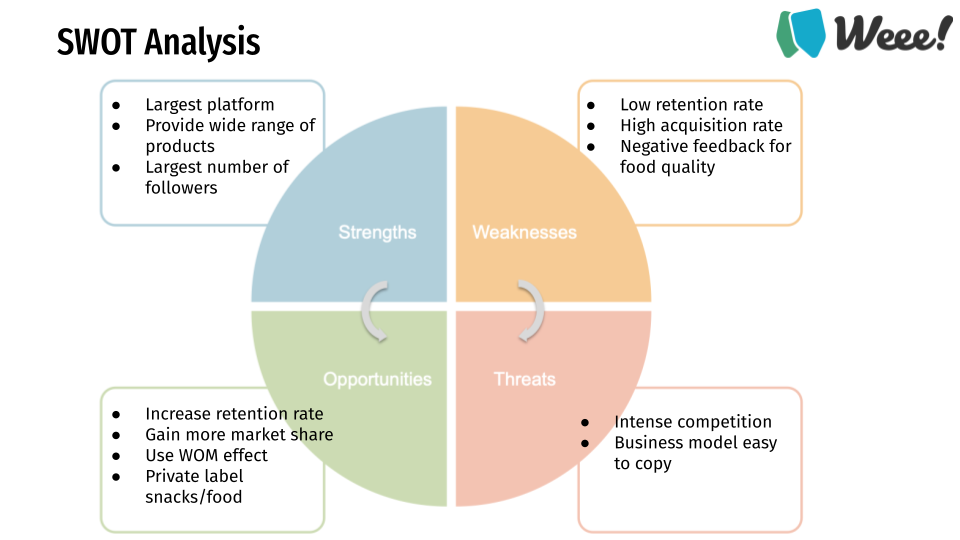 SWOT Analysis
Weee!
● Largest platform
● Provide wide range of
products
● Largest number of
followers
● Low retention rate
● High acquisition rate
● Negative feedback for
food quality
Strengths
Weaknesses
Opportunities
Threats
● Increase retention rate
● Gain more market share
● Use WOM effect
● Private label
snacks/food
● Intense competition
● Business model easy
to copy